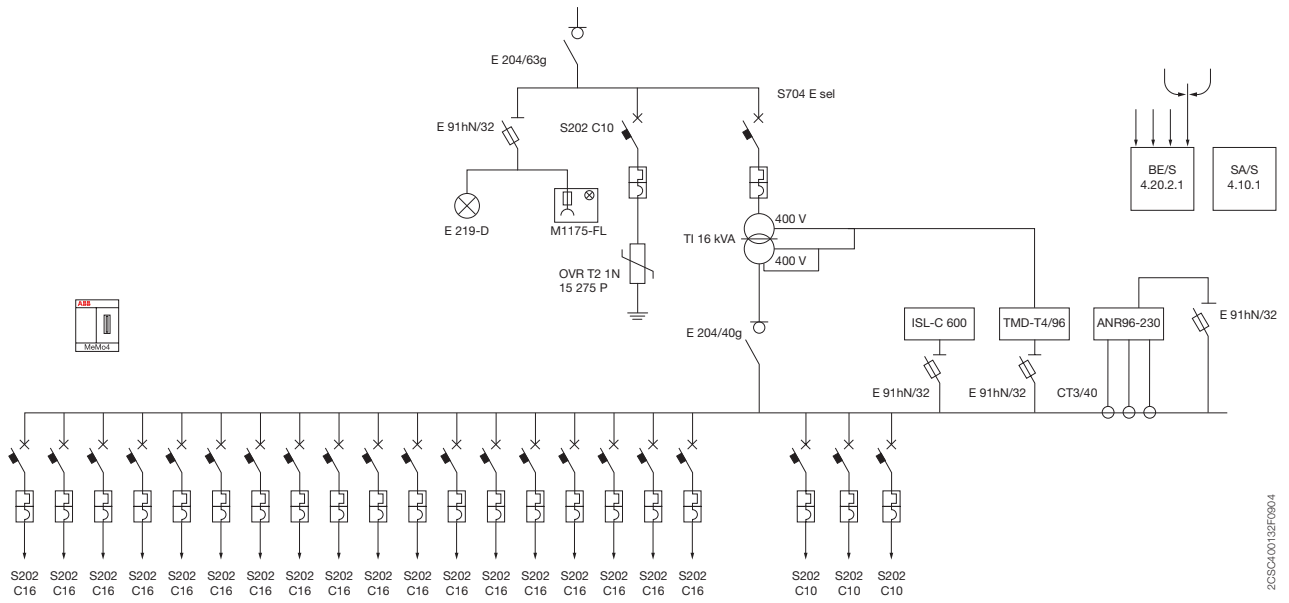 E 204/63g
S704 E sel
E 91hN/32
S202 C10
BE/S
4.20.2.1
SA/S
4.10.1
E 219-D
M1175-FL
400 V
TI 16 kVA
400 V
OVR T2 1N
15 275 P
ABB
MeMo4
E 204/40g
ISL-C 600
TMD-T4/96
ANR96-230
E 91hN/32
E 91hN/32
E 91hN/32
CT3/40
S202 S202 S202 S202 S202 S202 S202 S202 S202 S202 S202 S202 S202 S202 S202 S202 S202 S202 S202 S202 S202
C16 C16 C16 C16 C16 C16 C16 C16 C16 C16 C16 C16 C16 C16 C16 C16 C16 C16 C10 C10 C10
2CSC400132F0904